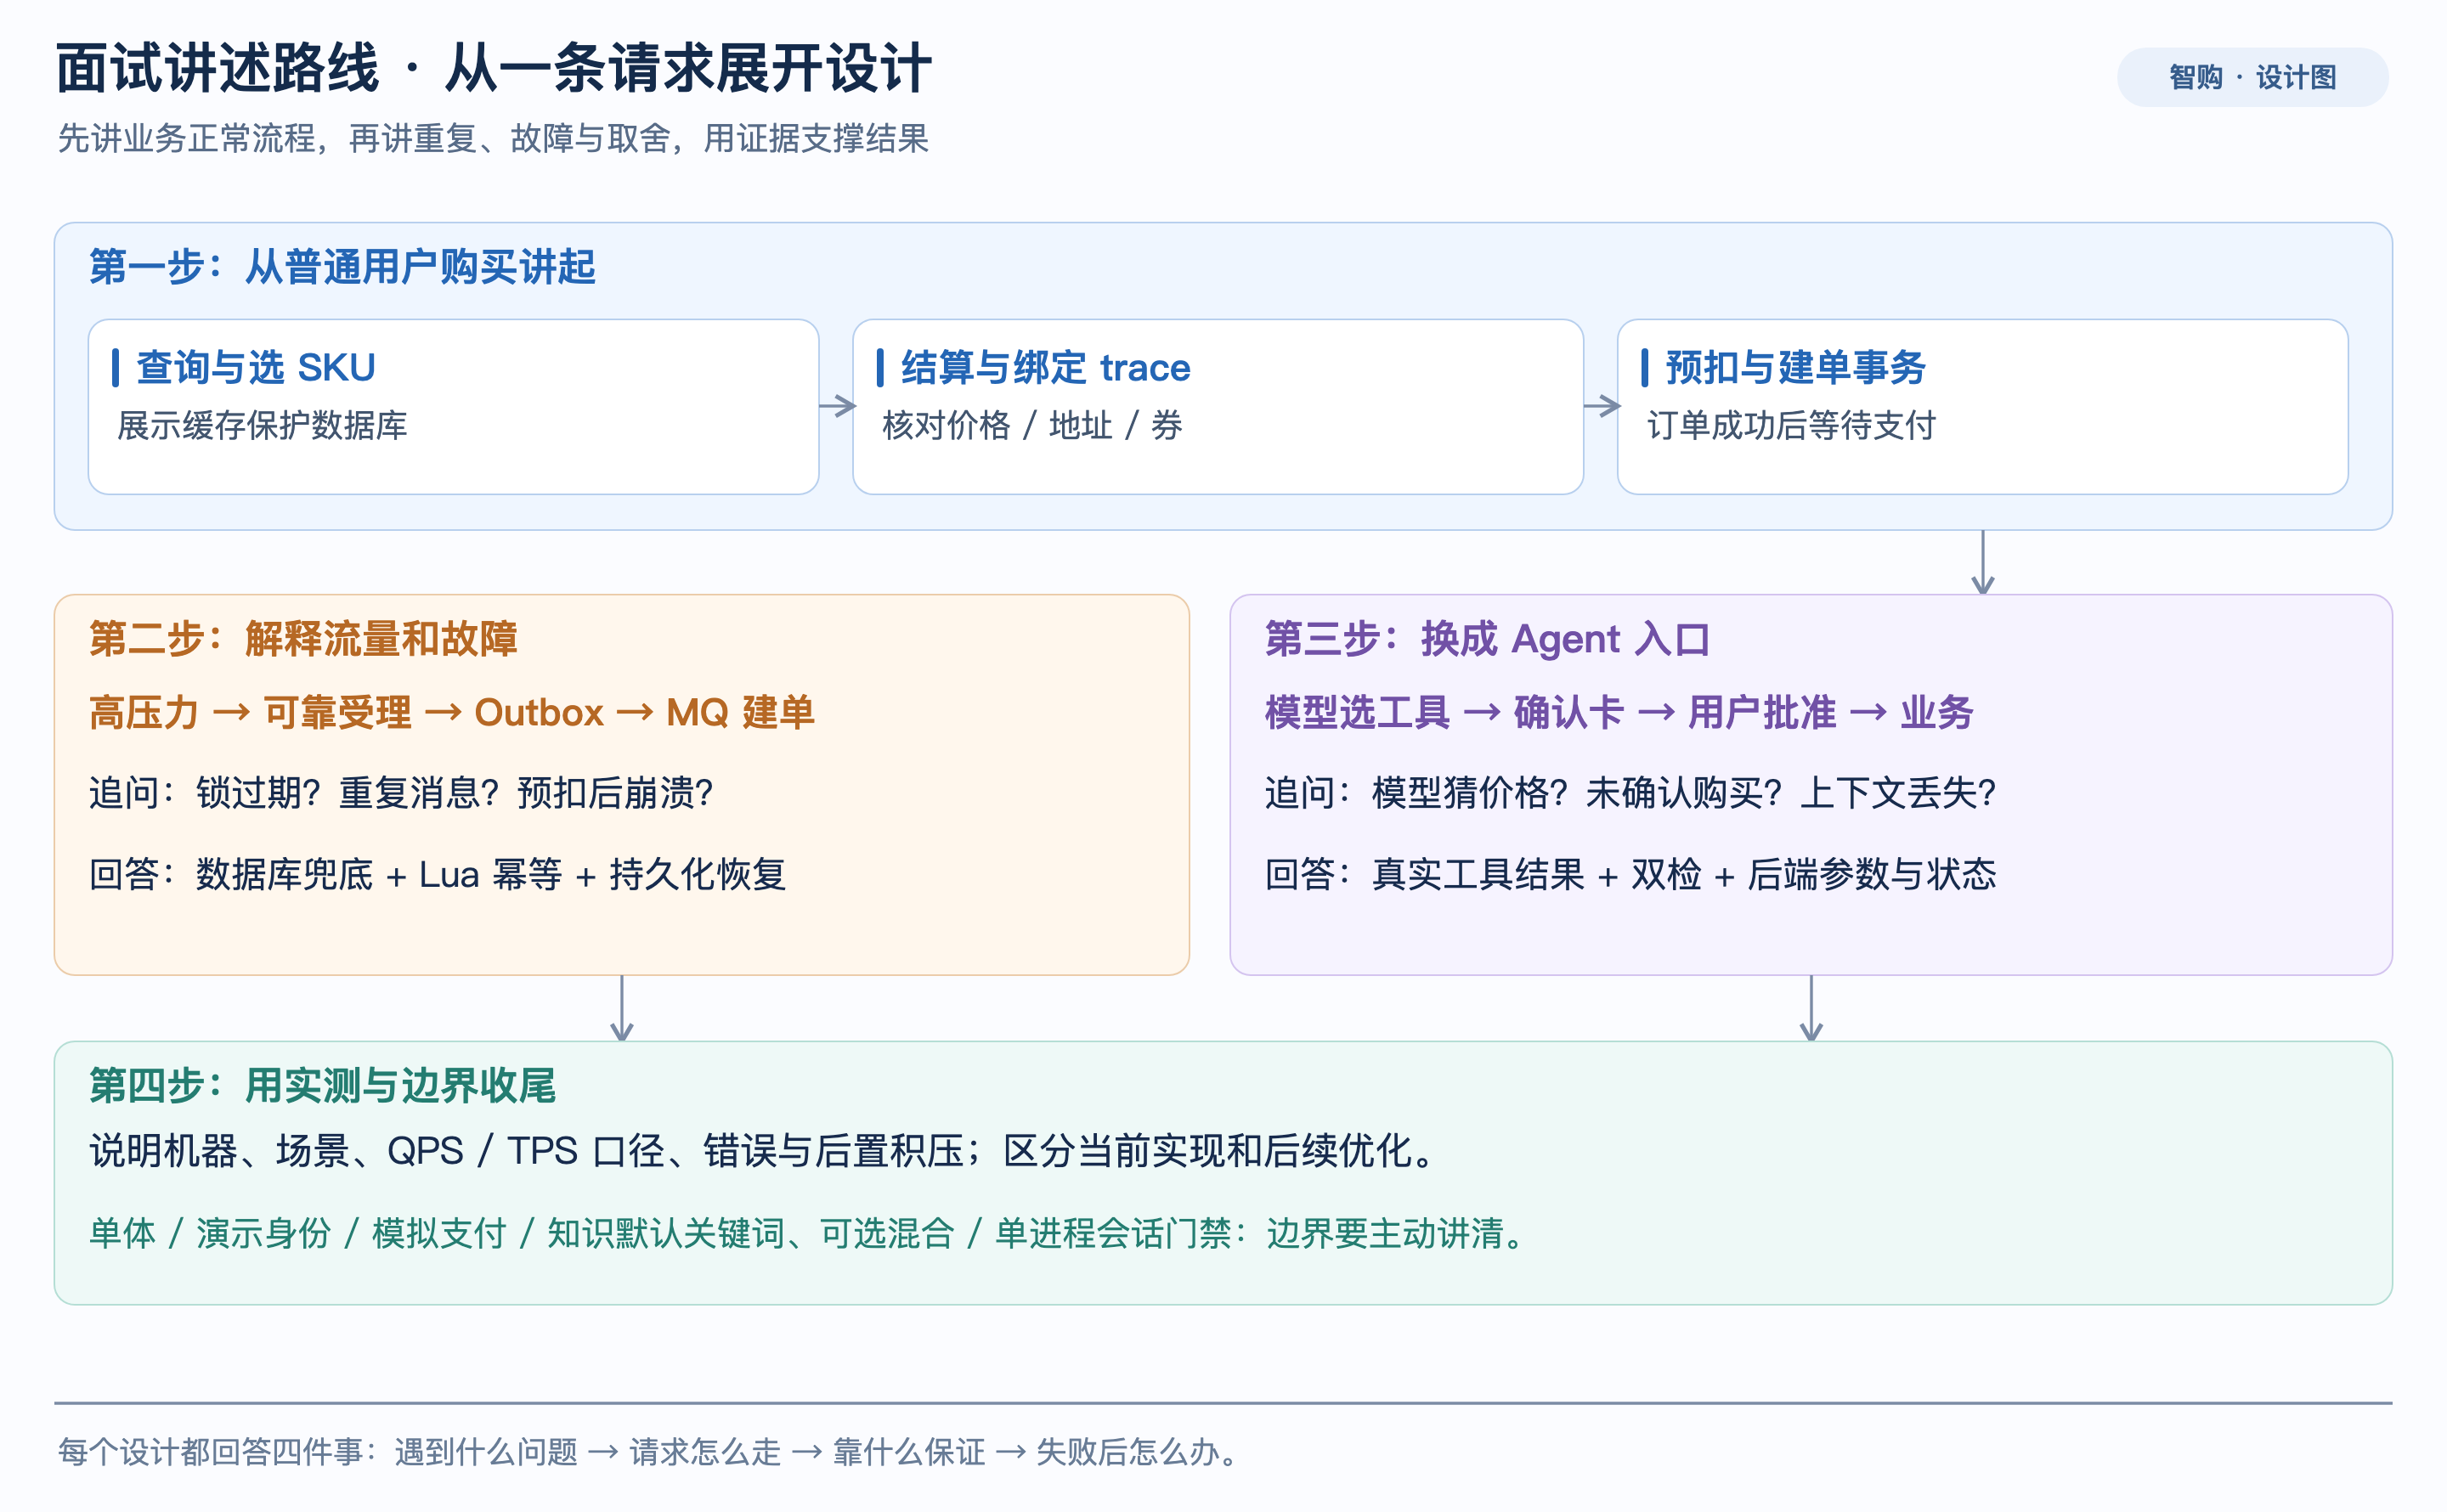 面试讲述路线 · 从一条请求展开设计
智购 · 设计图
先讲业务正常流程，再讲重复、故障与取舍，用证据支撑结果
第一步：从普通用户购买讲起
查询与选 SKU
展示缓存保护数据库
结算与绑定 trace
核对价格 / 地址 / 券
预扣与建单事务
订单成功后等待支付
第二步：解释流量和故障
高压力 → 可靠受理 → Outbox → MQ 建单
追问：锁过期？重复消息？预扣后崩溃？
回答：数据库兜底 + Lua 幂等 + 持久化恢复
第三步：换成 Agent 入口
模型选工具 → 确认卡 → 用户批准 → 业务
追问：模型猜价格？未确认购买？上下文丢失？
回答：真实工具结果 + 双检 + 后端参数与状态
第四步：用实测与边界收尾
说明机器、场景、QPS / TPS 口径、错误与后置积压；区分当前实现和后续优化。
单体 / 演示身份 / 模拟支付 / 知识默认关键词、可选混合 / 单进程会话门禁：边界要主动讲清。
每个设计都回答四件事：遇到什么问题 → 请求怎么走 → 靠什么保证 → 失败后怎么办。